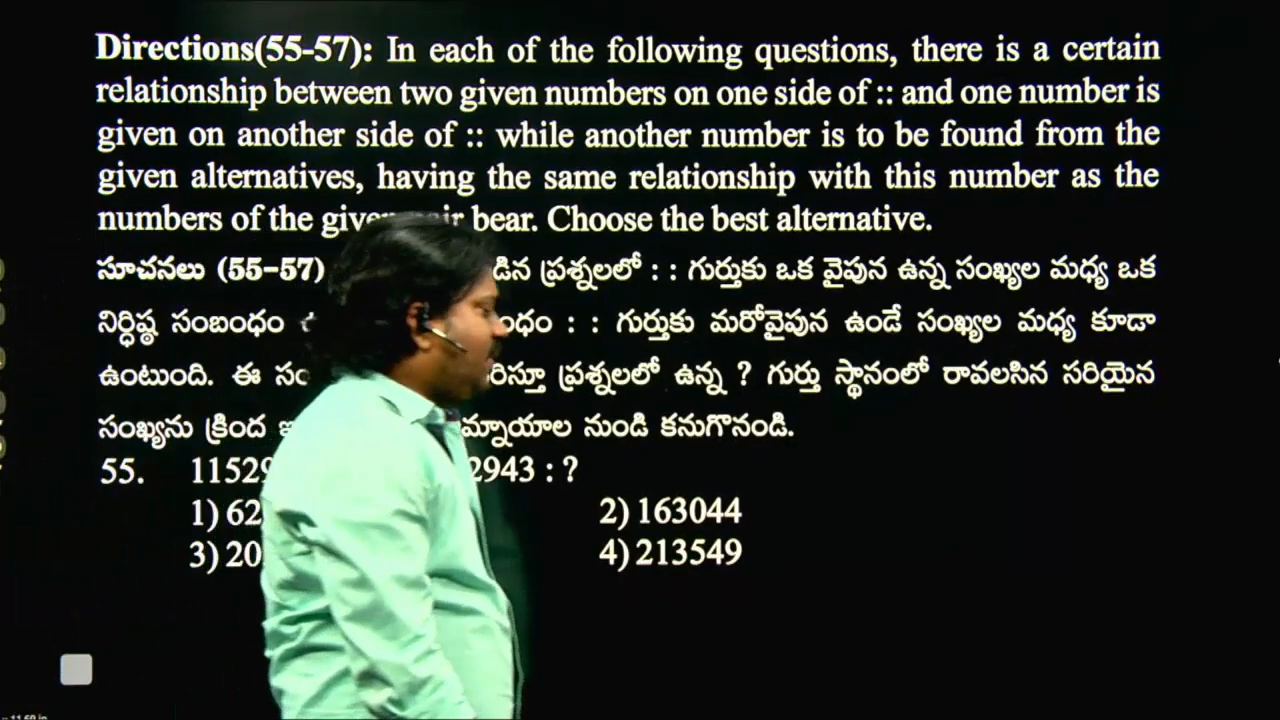 Directions(55-57): In each of the following questions, there is a certain
relationship between two given numbers on one side of :: and one number is
given on another side of :: while another number is to be found from the
given alternatives, having the same relationship with this number as the
numbers of the bear. Choose the best alternative.
సూచనలు (55-57) ప్రశ్నలలో : : గుర్తుకు ఒక వైపున ఉన్న సంఖ్యల మధ్య ఒక
నిర్ధిష్ఠ సంబంధం : : గుర్తుకు మరోవైపున ఉండే సంఖ్యల మధ్య కూడా
ఉంటుంది. ఈ ప్రశ్నలలో ఉన్న ? గుర్తు స్థానంలో రావలసిన సరియైన
సంఖ్యను క్రింద నుండి కనుగొనండి.
55. : ?
1) 2) 163044
3) 4) 213549